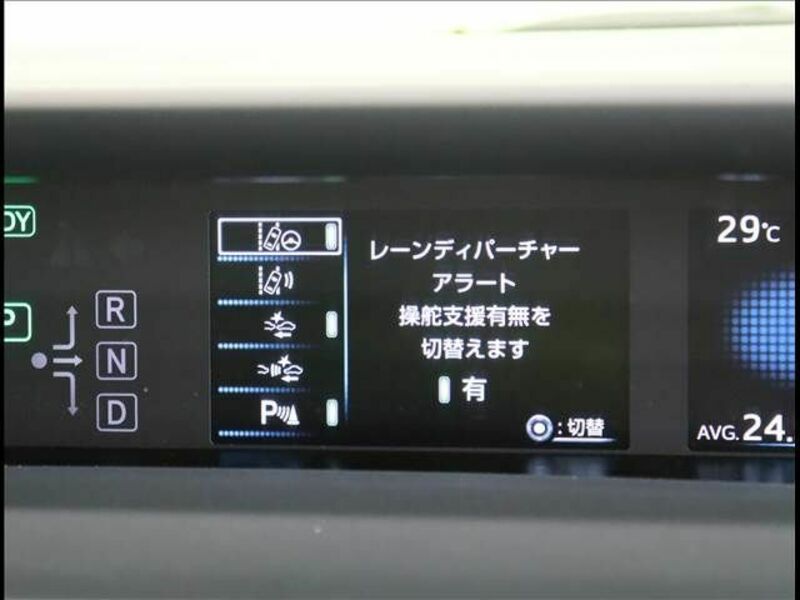 DY
P
R
N
D
P
レーンディパーチャー
アラート
操舵支援有無を
切替えます
有
:切替
29℃
AVG.24.